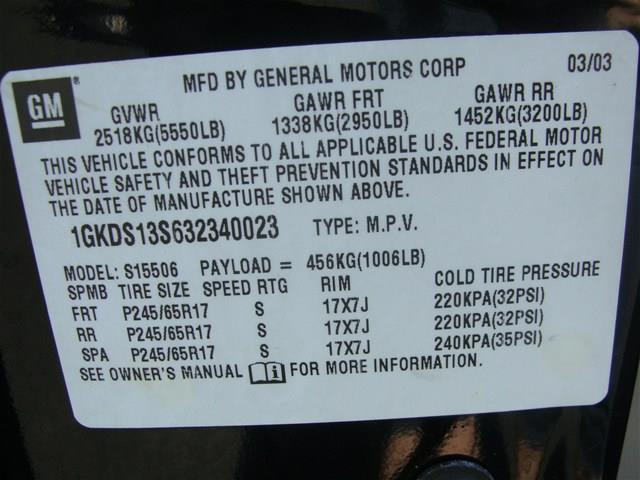 MFD BY GENERAL MOTORS CORP 03/03
GM ®
GVWR GAWR FRT GAWR RR
2518KG(5550LB) 1338KG(2950LB) 1452KG(3200LB)
THIS VEHICLE CONFORMS TO ALL APPLICABLE U.S. FEDERAL MOTOR
VEHICLE SAFETY AND THEFT PREVENTION STANDARDS IN EFFECT ON
THE DATE OF MANUFACTURE SHOWN ABOVE.
1GKDS13S632340023 TYPE: M.P.V.
MODEL: S15506 PAYLOAD = 456KG(1006LB)
SPMB TIRE SIZE SPEED RTG RIM COLD TIRE PRESSURE
FRT P245/65R17 S 17X7J 220KPA(32PSI)
RR P245/65R17 S 17X7J 220KPA(32PSI)
SPA P245/65R17 S 17X7J 240KPA(35PSI)
SEE OWNER'S MANUAL i FOR MORE INFORMATION.